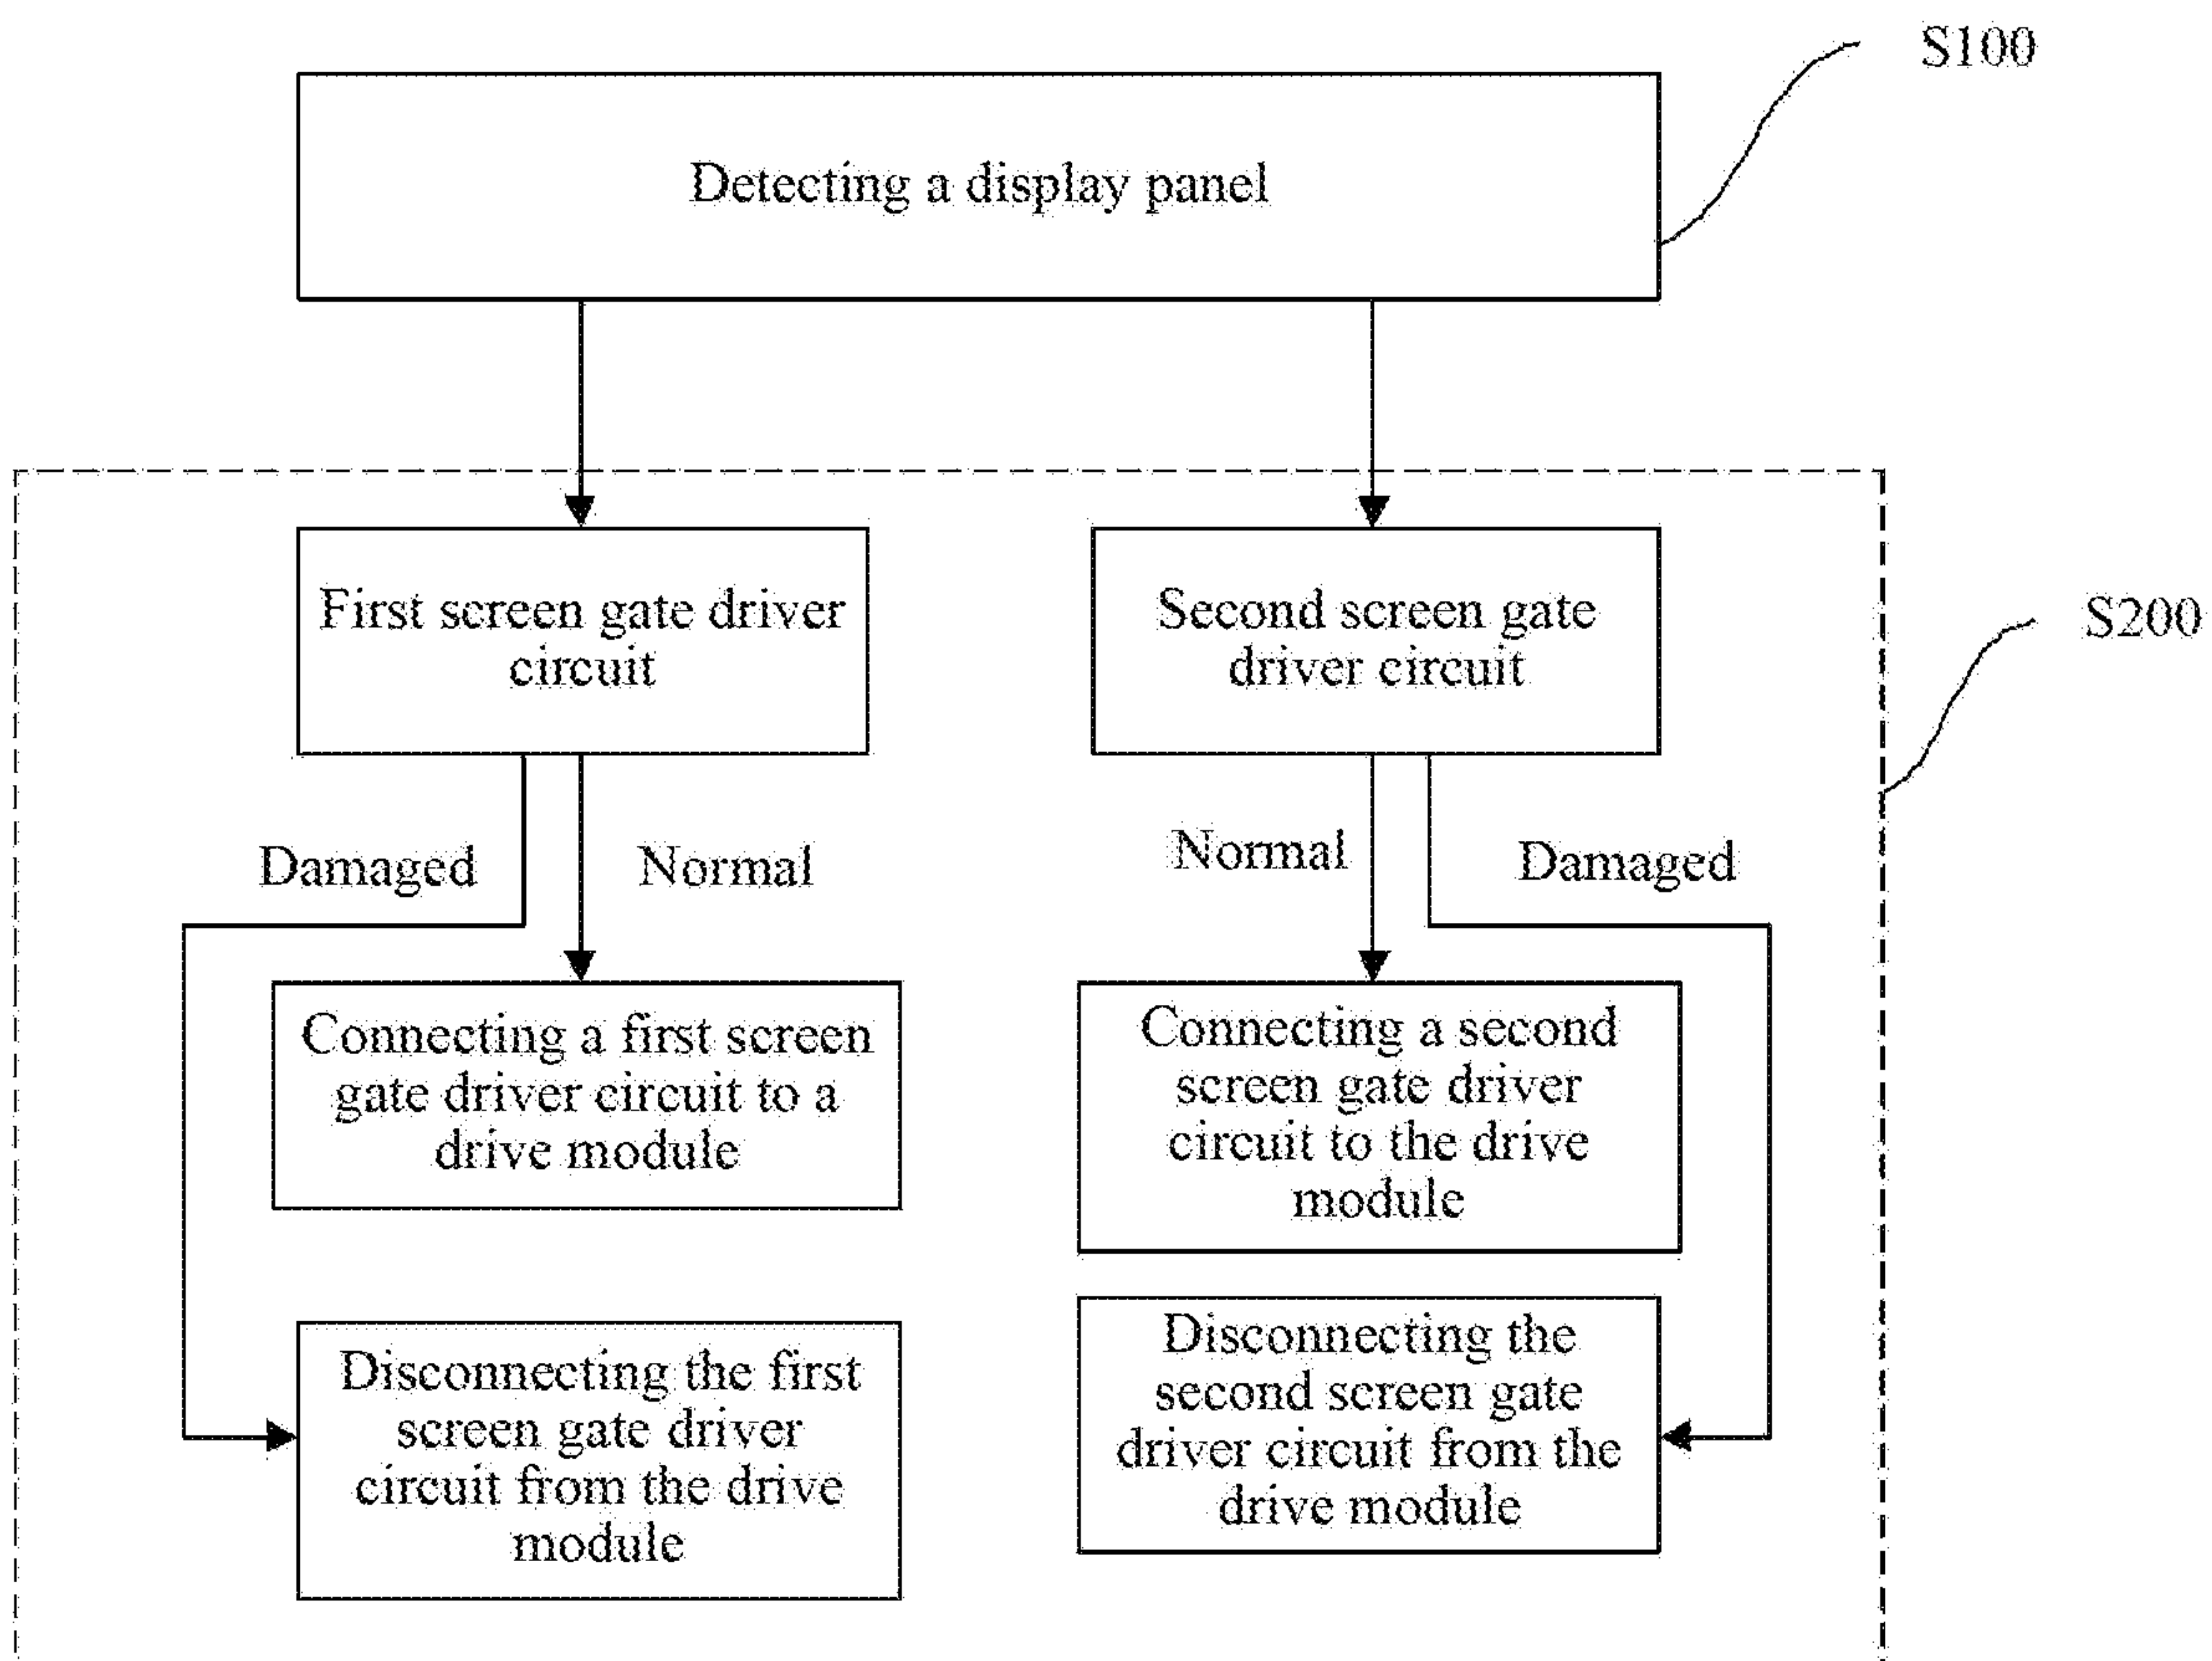 S100
Detecting a display panel
S200
First screen gate driver
circuit
Second screen gate
driver circuit
Damaged
Normal
Normal
Damaged
Connecting a first screen
gate driver circuit to a
drive module
Connecting a second
screen gate driver
circuit to the drive
module
Disconnecting the first
screen gate driver
circuit from the drive
module
Disconnecting the
second screen gate
driver circuit from the
drive module